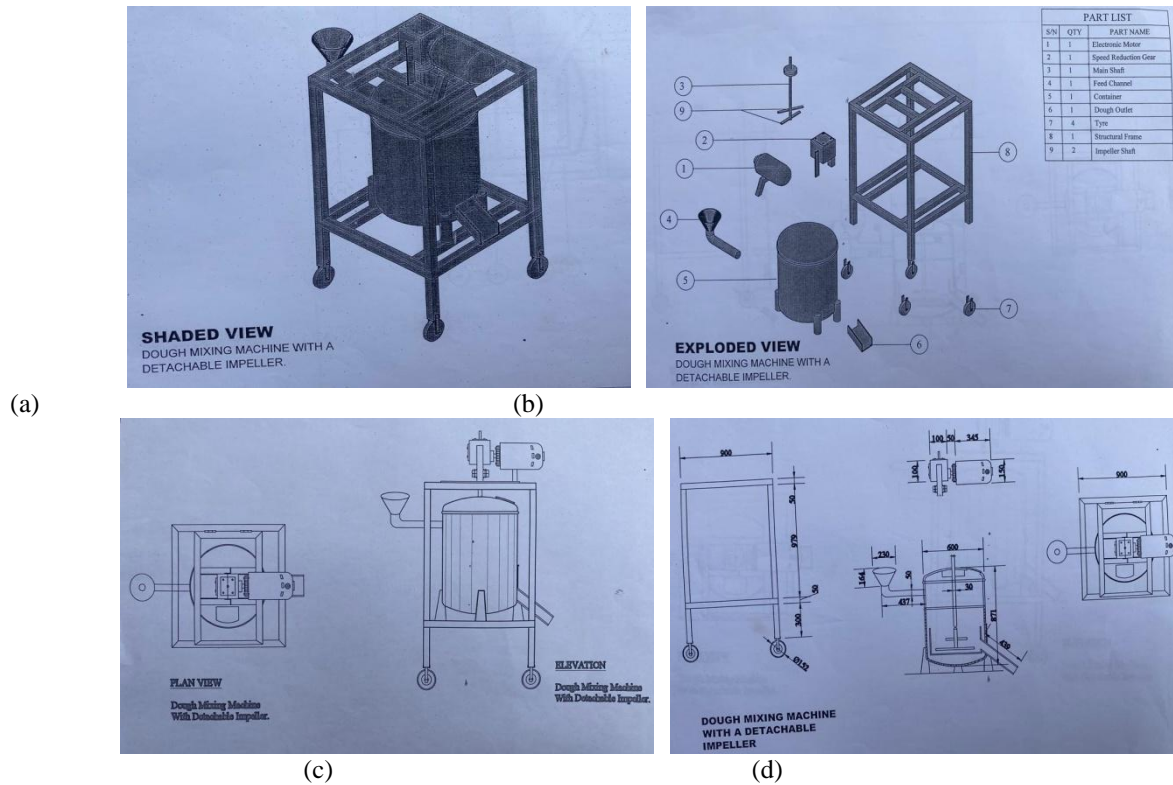 SHADED VIEW
DOUGH MIXING MACHINE WITH A
DETACHABLE IMPELLER.
(a)
PART LIST
S/N QTY PART NAME
1 1 Electronic Motor
2 1 Speed Reduction Gear
3 1 Main Shaft
4 1 Feed Channel
5 1 Container
6 1 Dough Outlet
7 4 Tyre
8 1 Structural Frame
9 2 Impeller Shaft
3
9
2
1
8
4
5
7
6
EXPLODED VIEW
DOUGH MIXING MACHINE WITH A
DETACHABLE IMPELLER.
(b)
PLAN VIEW
Dough Mixing Machine
With Detachable Impeller.
ELEVATION
Dough Mixing Machine
With Detachable Impeller.
(c)
900
50
979
50
300
Ø152
100 50 345
100
150
230
164
50
437
600
30
871
439
900
DOUGH MIXING MACHINE
WITH A DETACHABLE
IMPELLER
(d)